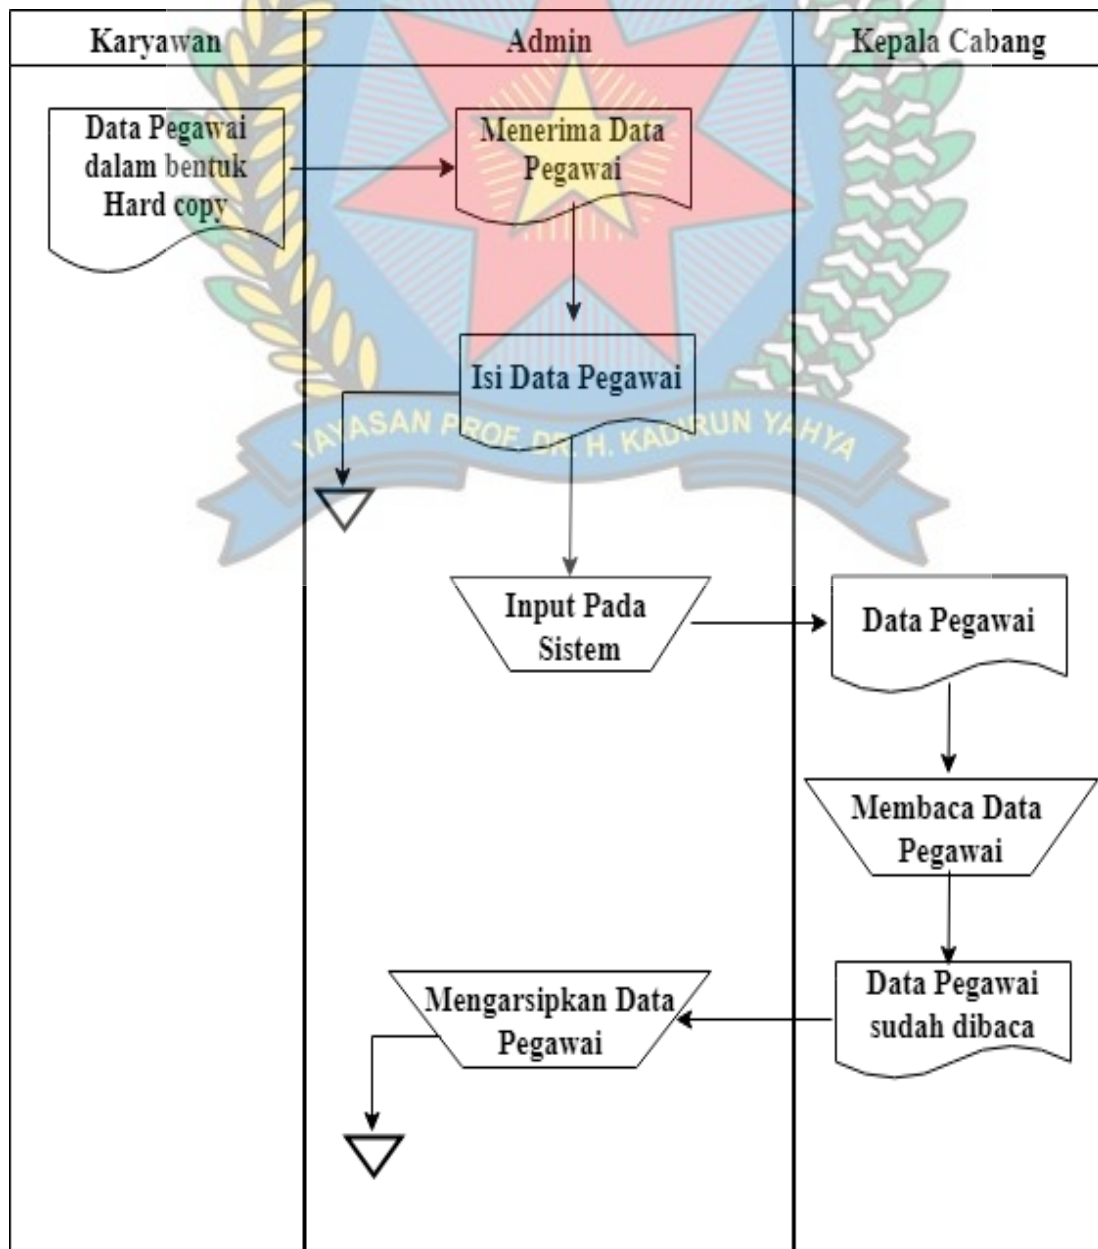 Karyawan
Admin
Kepala Cabang
Data Pegawai
dalam bentuk
Hard copy
Menerima Data
Pegawai
Isi Data Pegawai
YAYASAN PROF. DR. H. KADIRUN YAHYA
Input Pada
Sistem
Data Pegawai
Membaca Data
Pegawai
Data Pegawai
sudah dibaca
Mengarsipkan Data
Pegawai